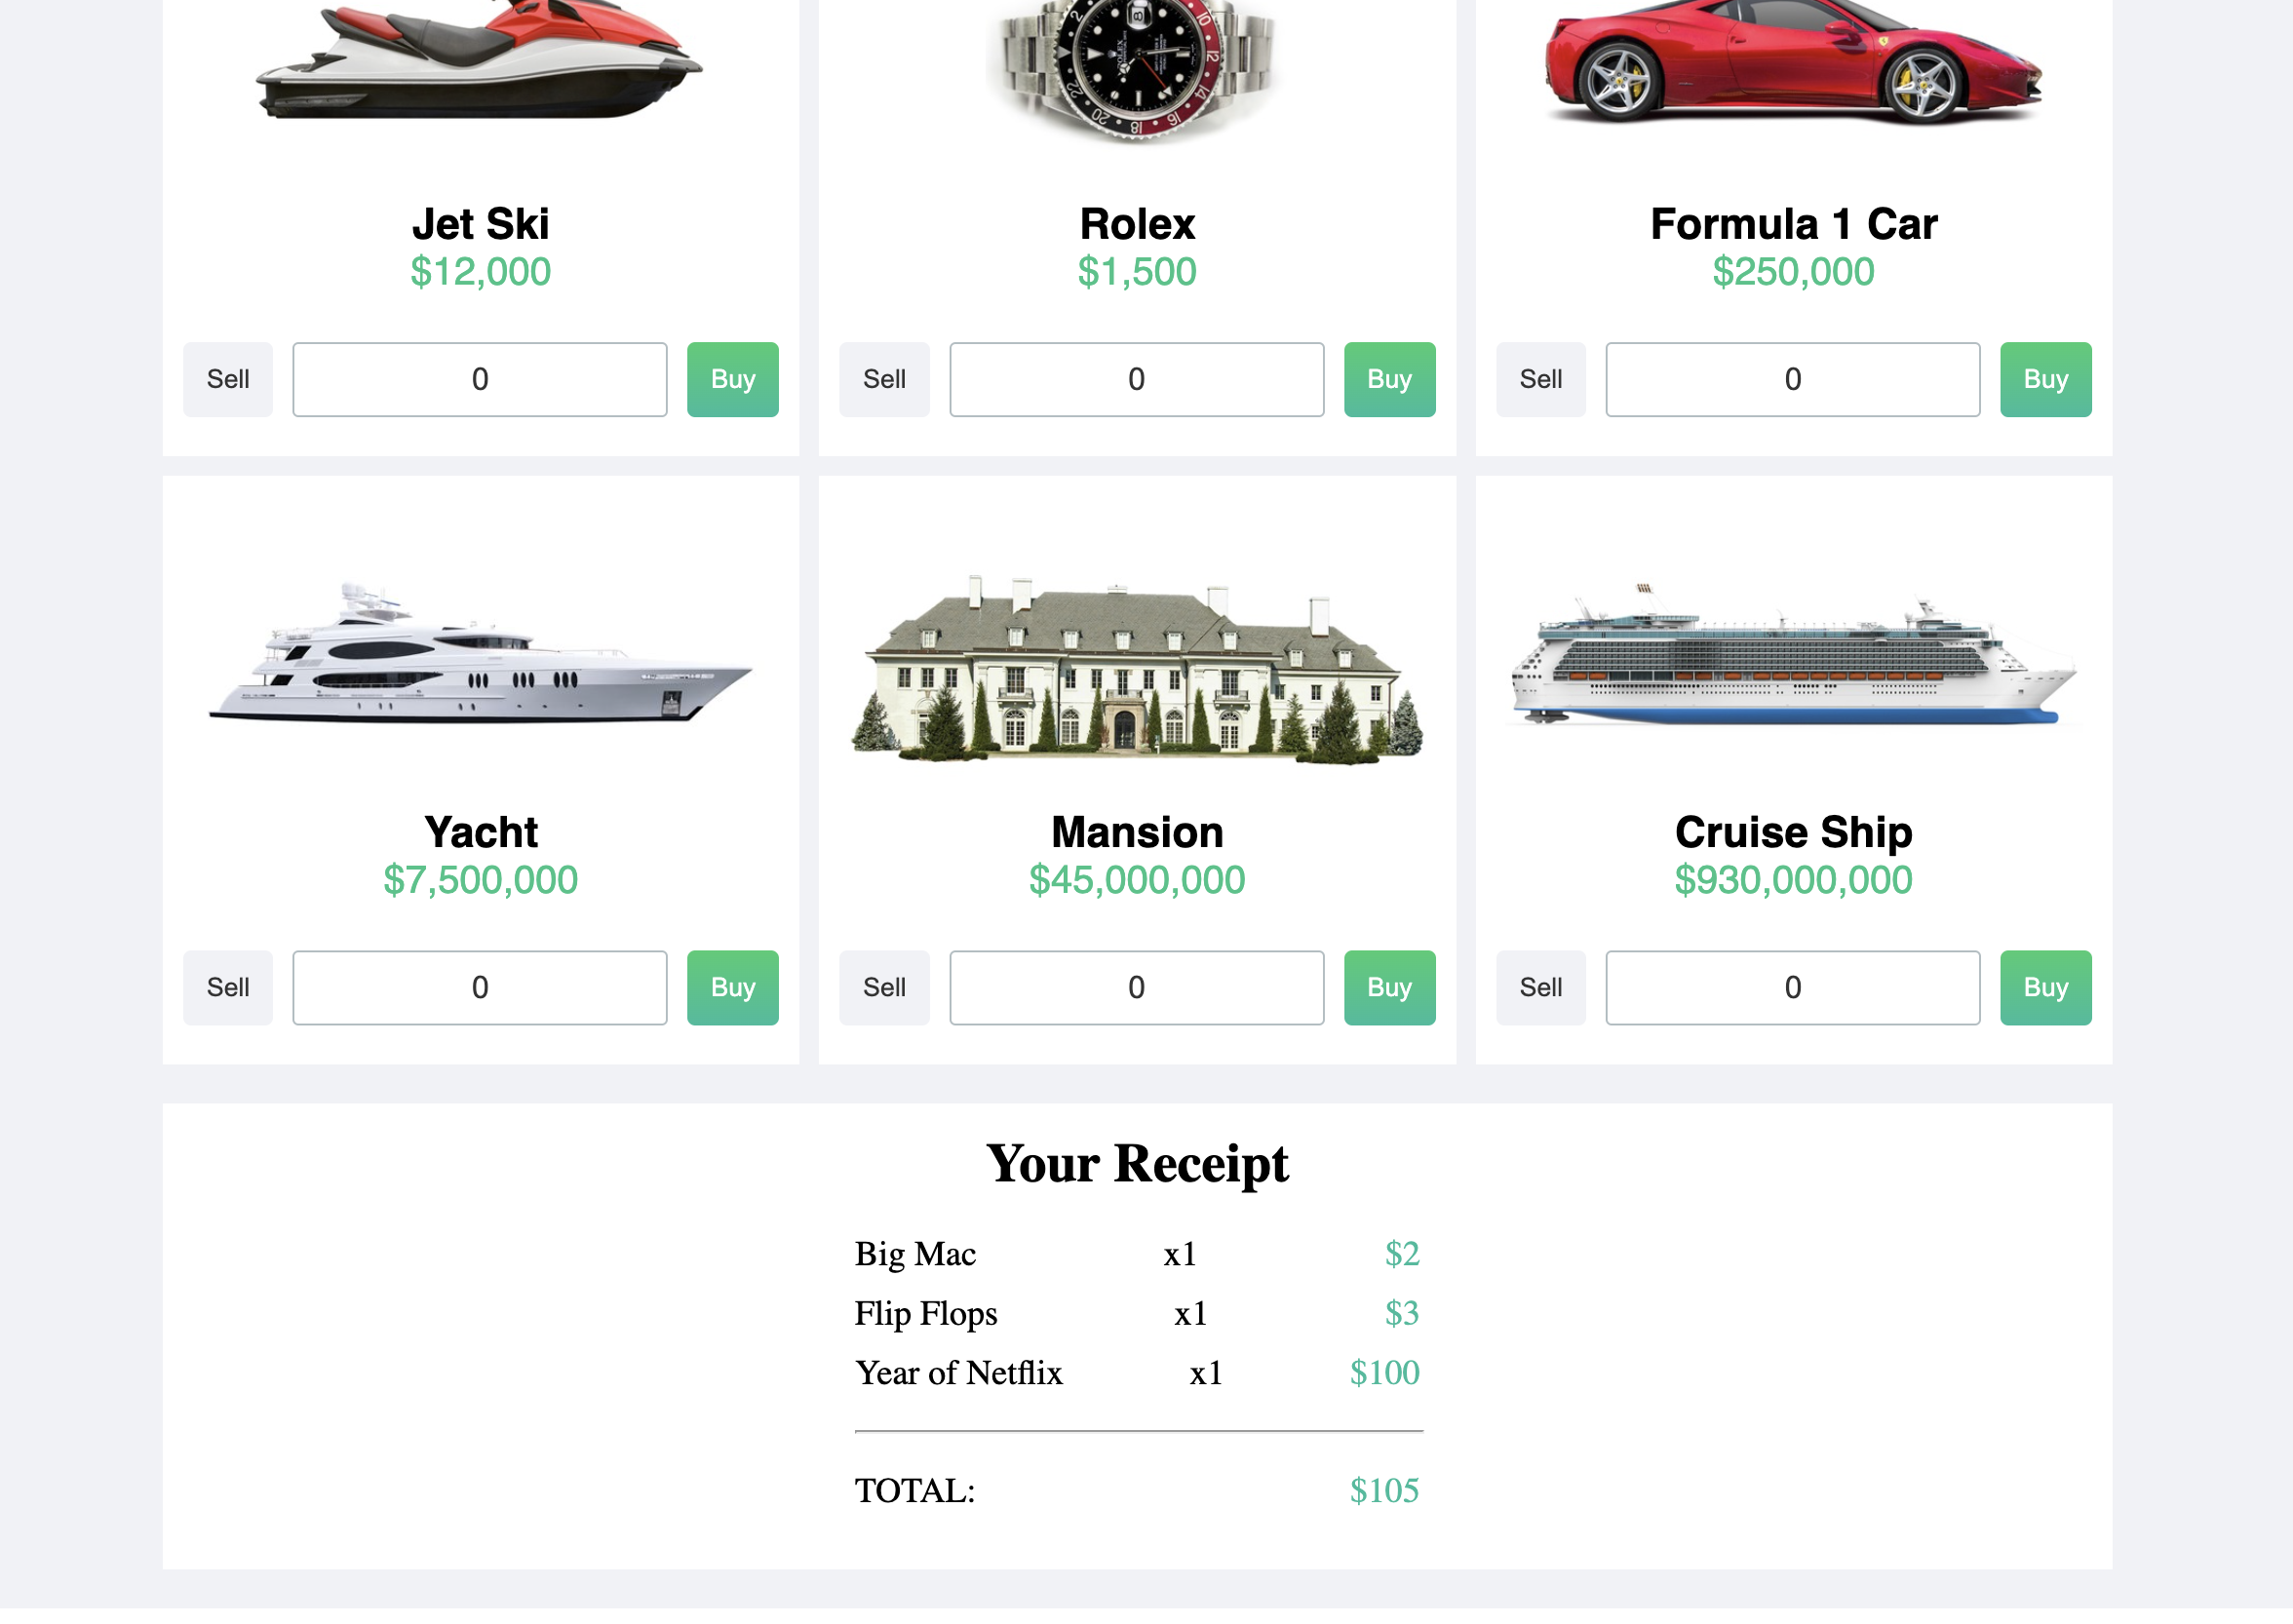 Jet Ski
$12,000
Sell 0 Buy
Rolex
$1,500
Sell 0 Buy
Formula 1 Car
$250,000
Sell 0 Buy
Yacht
$7,500,000
Sell 0 Buy
Mansion
$45,000,000
Sell 0 Buy
Cruise Ship
$930,000,000
Sell 0 Buy
Your Receipt
Big Mac x1 $2
Flip Flops x1 $3
Year of Netflix x1 $100
TOTAL: $105